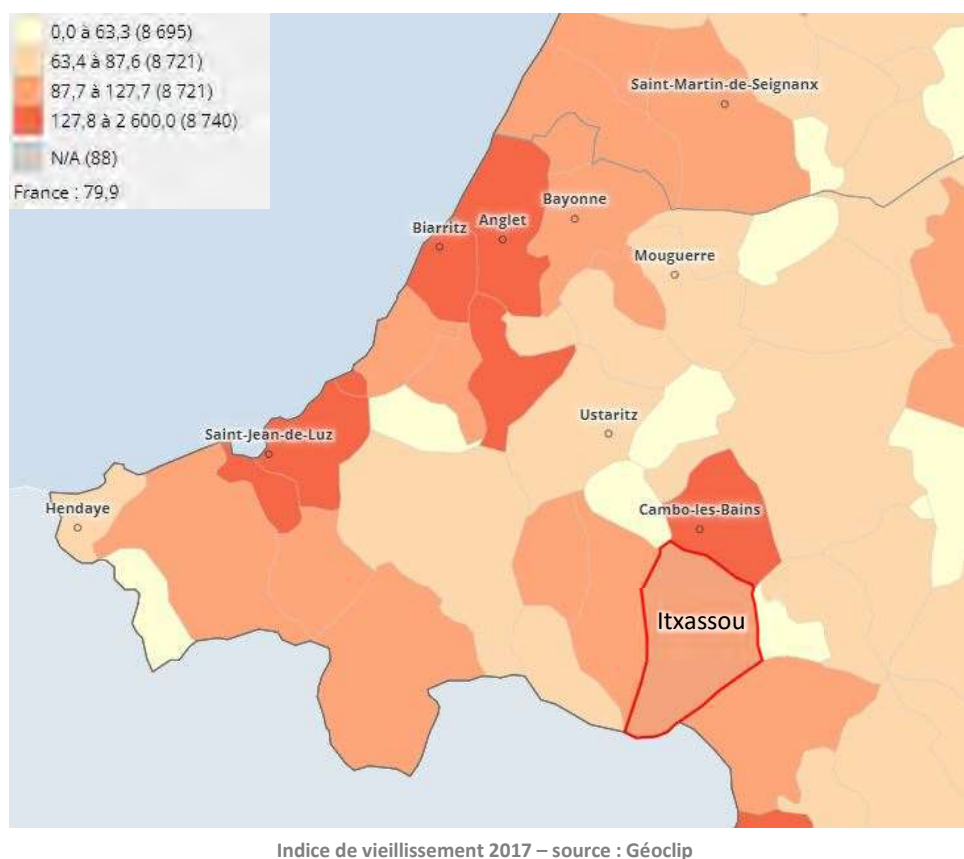 0,0 à 63,3 (8 695)
63,4 à 87,6 (8 721)
87,7 à 127,7 (8 721)
127,8 à 2 600,0 (8 740)
N/A (88)
France : 79,9
Saint-Martin-de-Seignanx
Bayonne
Anglet
Biarritz
Mouguerre
Ustaritz
Saint-Jean-de-Luz
Hendaye
Cambo-les-Bains
Itxassou
Indice de vieillissement 2017 – source : Géoclip